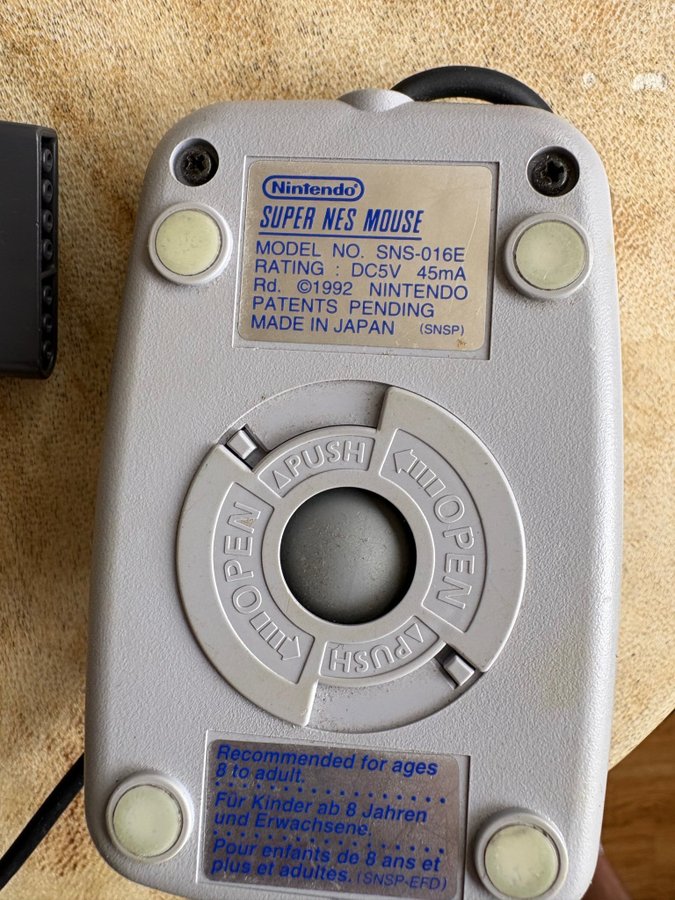 Nintendo®
SUPER NES MOUSE
MODEL NO. SNS-016E
RATING : DC5V 45mA
Rd. ©1992 NINTENDO
PATENTS PENDING
MADE IN JAPAN (SNSP)
△PUSH
OPEN
OPEN
△PUSH
Recommended for ages
8 to adult.
Für Kinder ab 8 Jahren
und Erwachsene.
Pour enfants de 8 ans et
plus et adultes. (SNSP-EFD)